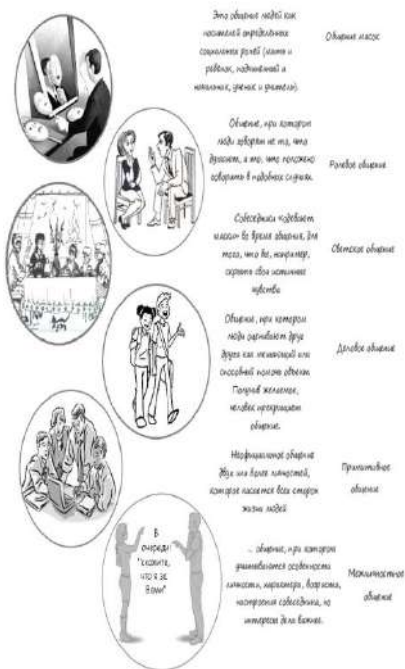 Это общение людей как
носителей определённых
социальных ролей (мать и
ребенок, подчиненный и
начальник, ученик и учитель).
Общение масок
Общение, при котором
люди говорят не то, что
думают, а то, что положено
говорить в подобных случаях.
Ролевое общение
Собеседники «одевают
маски» во время общения, для
того, что бы, например,
скрыть свои истинные
чувства
Светское общение
Общение, при котором
люди оценивают друг
друга как мешающий или
способный помочь объект.
Получив желаемое,
человек прекращает
общение.
Деловое общение
Неофициальное общение
двух или более личностей,
которое касается всех сторон
жизни людей
Примитивное
общение
В
очереди:
"скажите,
что я за
Вами"
... общение, при котором
учитываются особенности
личности, характера, возраста,
настроения собеседника, но
интересы дела важнее.
Межличностное
общение